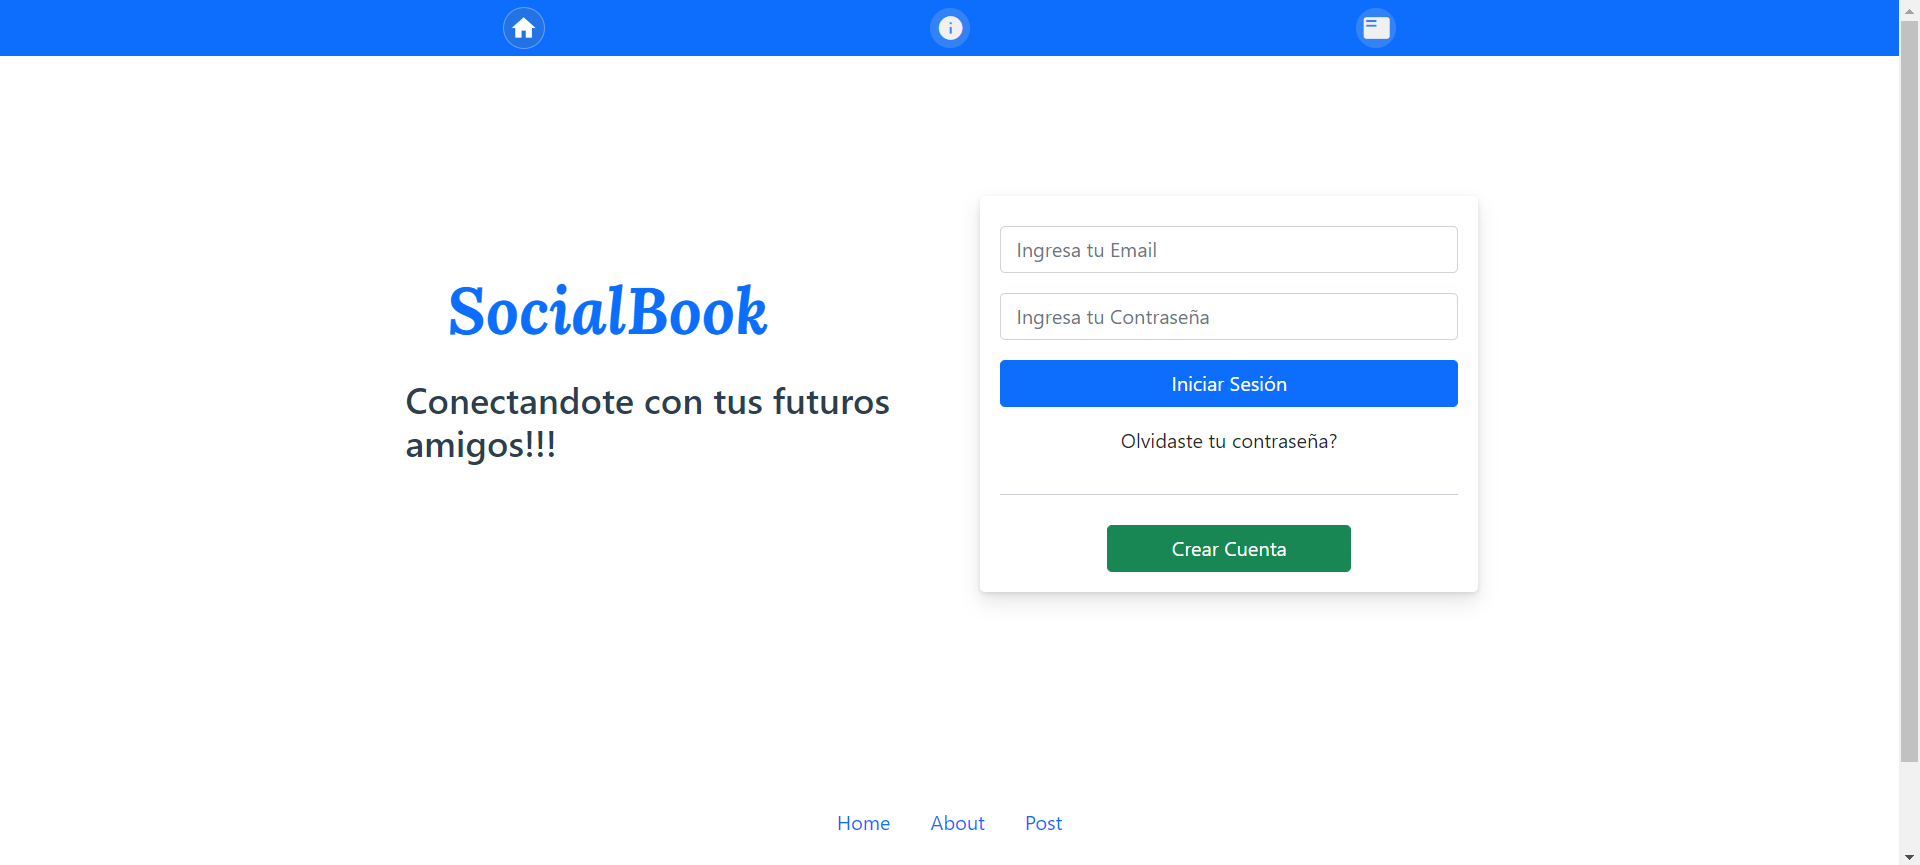 SocialBook
Conectandote con tus futuros
amigos!!!
Ingresa tu Email
Ingresa tu Contraseña
Iniciar Sesión
Olvidaste tu contraseña?
Crear Cuenta
Home About Post